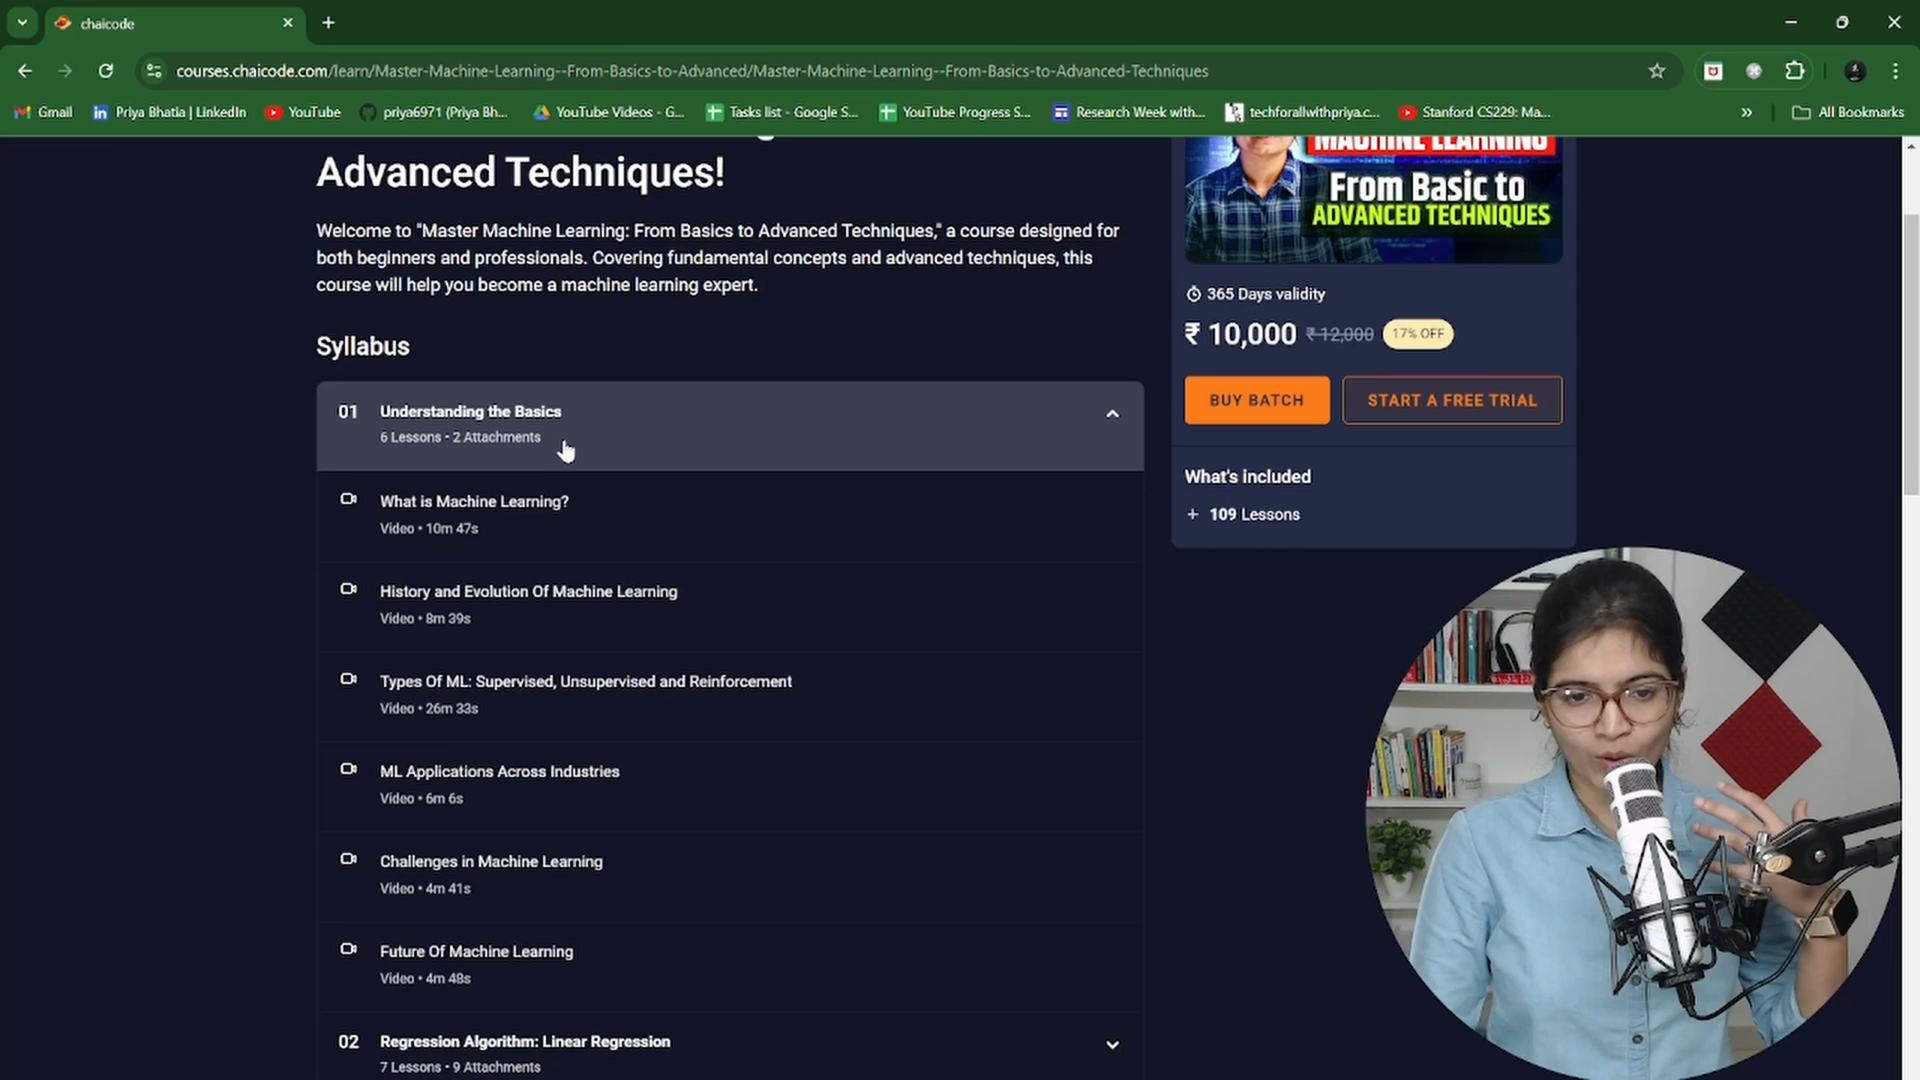 chaicode
courses.chaicode.com/learn/Master-Machine-Learning--From-Basics-to-Advanced/Master-Machine-Learning--From-Basics-to-Advanced-Techniques
Gmail
Priya Bhatia | LinkedIn
YouTube
priya6971 (Priya Bh...
YouTube Videos - G...
Tasks list - Google S...
YouTube Progress S...
Research Week with...
techforallwithpriya.c...
Stanford CS229: Ma...
»
All Bookmarks
Advanced Techniques!
Welcome to "Master Machine Learning: From Basics to Advanced Techniques," a course designed for
both beginners and professionals. Covering fundamental concepts and advanced techniques, this
course will help you become a machine learning expert.
Syllabus
01 Understanding the Basics
6 Lessons • 2 Attachments
What is Machine Learning?
Video • 10m 47s
History and Evolution Of Machine Learning
Video • 8m 39s
Types Of ML: Supervised, Unsupervised and Reinforcement
Video • 26m 33s
ML Applications Across Industries
Video • 6m 6s
Challenges in Machine Learning
Video • 4m 41s
Future Of Machine Learning
Video • 4m 48s
02 Regression Algorithm: Linear Regression
7 Lessons • 9 Attachments
MACHINE LEARNING
From Basic to
ADVANCED TECHNIQUES
365 Days validity
₹ 10,000 ₹ 12,000 17% OFF
BUY BATCH
START A FREE TRIAL
What's included
+ 109 Lessons